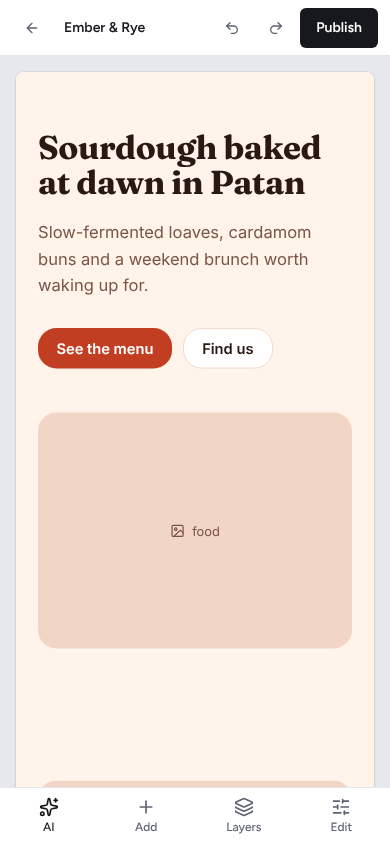 Ember & Rye
Publish
Sourdough baked
at dawn in Patan
Slow-fermented loaves, cardamom
buns and a weekend brunch worth
waking up for.
See the menu
Find us
food
AI
Add
Layers
Edit